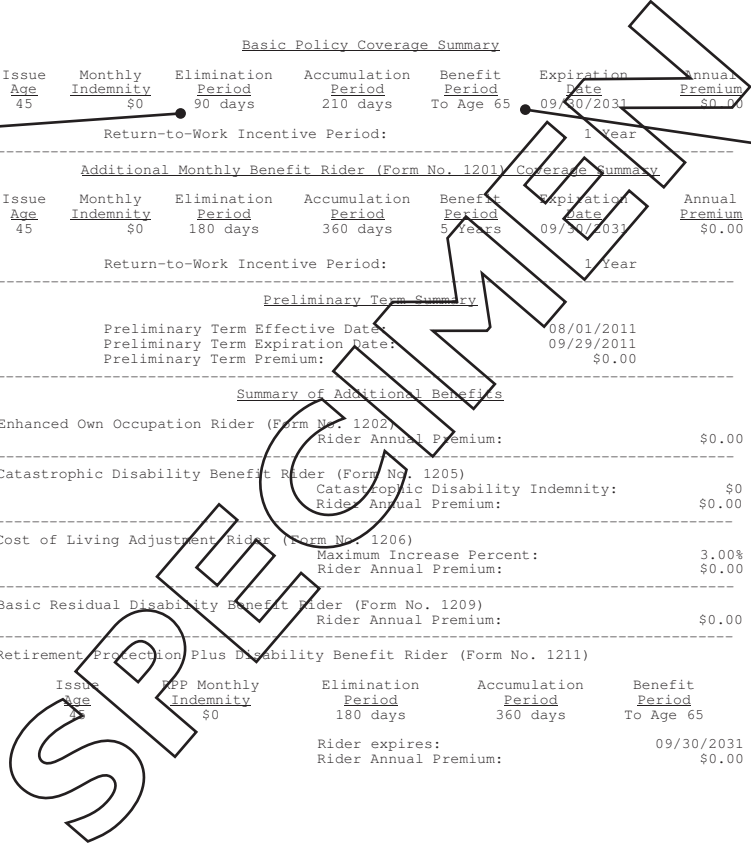 Basic Policy Coverage Summary
Issue Monthly Elimination Accumulation Benefit Expiration Annual
Age Indemnity Period Period Period Date Premium
45 $0 90 days 210 days To Age 65 09/30/2031 $0.00
Return-to-Work Incentive Period: 1 Year
Additional Monthly Benefit Rider (Form No. 1201) Coverage Summary
Issue Monthly Elimination Accumulation Benefit Expiration Annual
Age Indemnity Period Period Period Date Premium
45 $0 180 days 360 days 5 Years 09/30/2031 $0.00
Return-to-Work Incentive Period: 1 Year
Preliminary Term Summary
Preliminary Term Effective Date: 08/01/2011
Preliminary Term Expiration Date: 09/29/2011
Preliminary Term Premium: $0.00
Summary of Additional Benefits
Enhanced Own Occupation Rider (Form No. 1202)
Rider Annual Premium: $0.00
Catastrophic Disability Benefit Rider (Form No. 1205)
Catastrophic Disability Indemnity: $0
Rider Annual Premium: $0.00
Cost of Living Adjustment Rider (Form No. 1206)
Maximum Increase Percent: 3.00%
Rider Annual Premium: $0.00
Basic Residual Disability Benefit Rider (Form No. 1209)
Rider Annual Premium: $0.00
Retirement Protection Plus Disability Benefit Rider (Form No. 1211)
Issue RPP Monthly Elimination Accumulation Benefit
Age Indemnity Period Period Period
45 $0 180 days 360 days To Age 65
Rider expires: 09/30/2031
Rider Annual Premium: $0.00
SPECIMEN